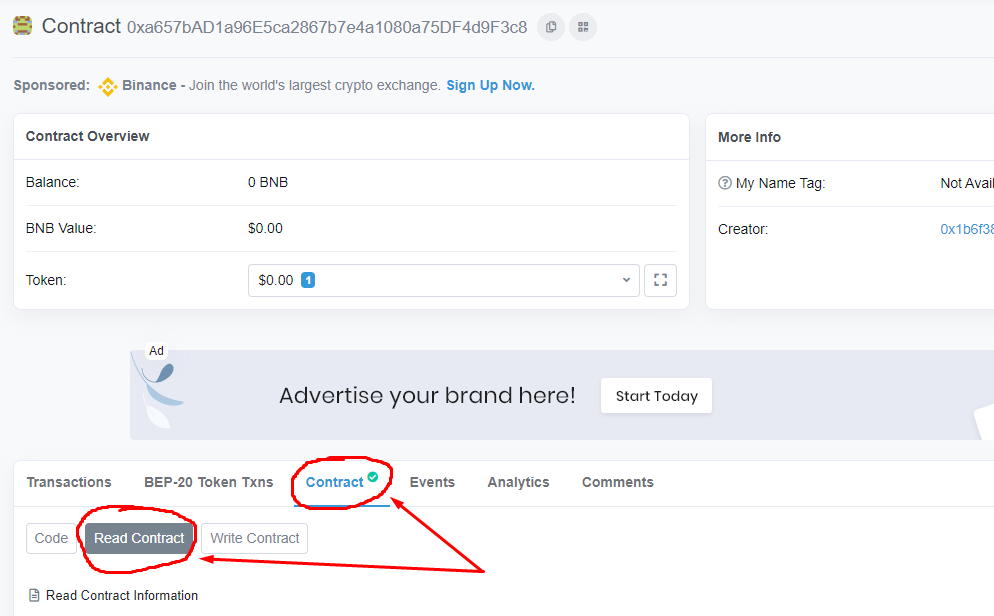 Contract 0xa657bAD1a96E5ca2867b7e4a1080a75DF4d9F3c8
Sponsored: Binance - Join the world's largest crypto exchange. Sign Up Now.
Contract Overview
Balance: 0 BNB
BNB Value: $0.00
Token: $0.00 1
More Info
My Name Tag: Not Avail
Creator: 0x1b6f38
Ad
Advertise your brand here! Start Today
Transactions BEP-20 Token Txns Contract Events Analytics Comments
Code Read Contract Write Contract
Read Contract Information